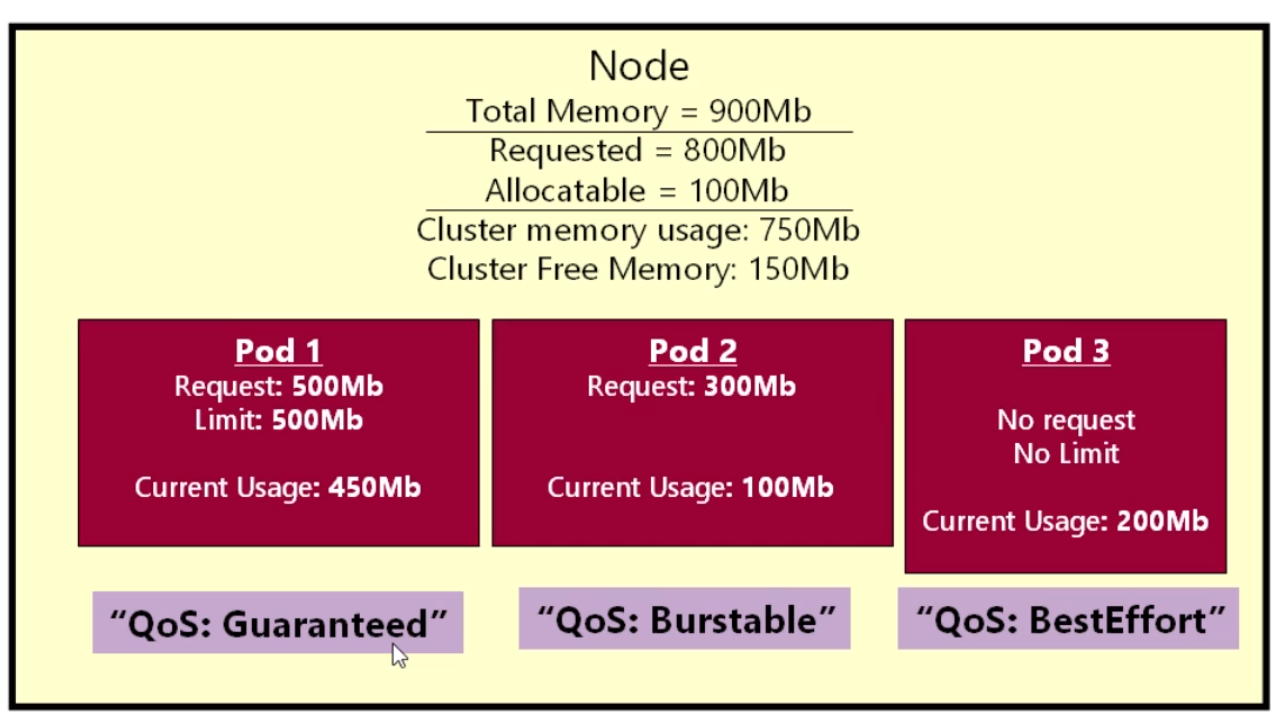 Node
Total Memory = 900Mb
Requested = 800Mb
Allocatable = 100Mb
Cluster memory usage: 750Mb
Cluster Free Memory: 150Mb
Pod 1
Request: 500Mb
Limit: 500Mb
Current Usage: 450Mb
“QoS: Guaranteed”
Pod 2
Request: 300Mb
Current Usage: 100Mb
“QoS: Burstable”
Pod 3
No request
No Limit
Current Usage: 200Mb
“QoS: BestEffort”